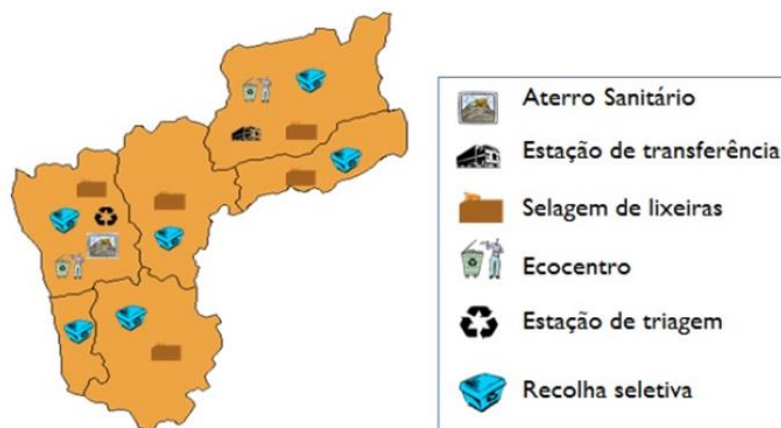 Aterro Sanitário
Estação de transferência
Selagem de lixeiras
Ecocentro
Estação de triagem
Recolha seletiva